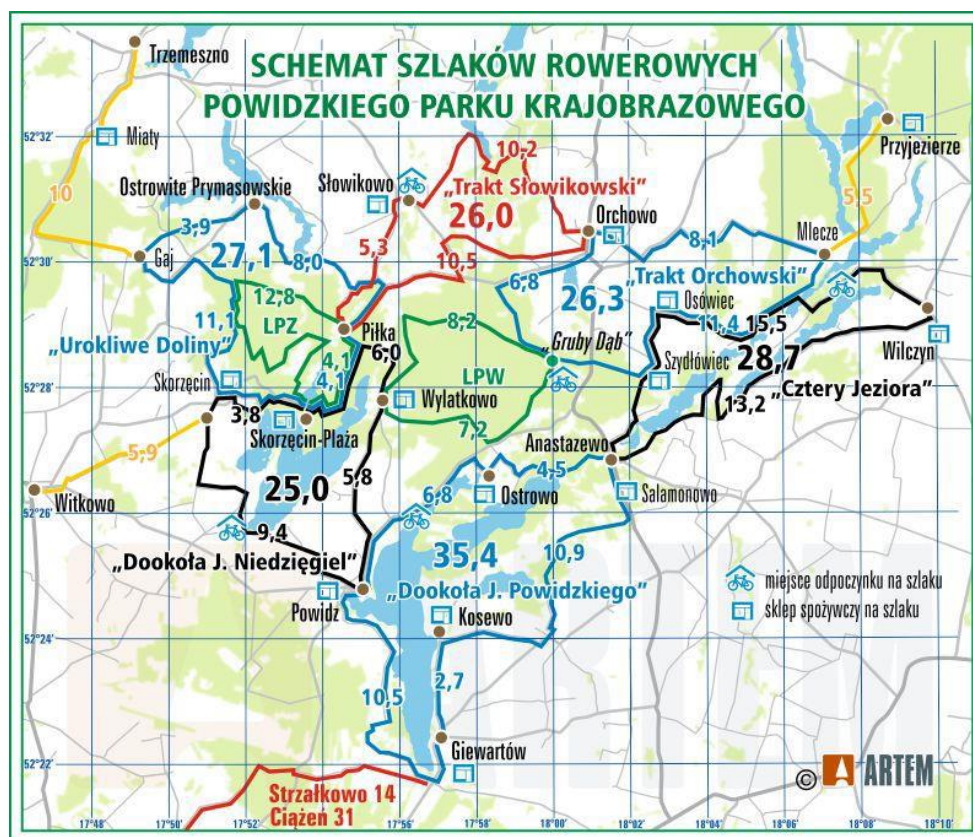 SCHEMAT SZLAKÓW ROWEROWYCH
POWIDZKIEGO PARKU KRAJOBRAZOWEGO
Trzemeszno
52°32'
Miaty
Przyjezierze
10,2
Ostrowite Prymasowskie
Słowikowo
„Trakt Słowikowski"
26,0
10
5,5
3,9
Orchowo
27,1
5,3
8,1
Mlecze
52°30'
Gaj
8,0
10,5
6,8
„Trakt Orchowski"
26,3
Osówiec
12,8
LPZ
11,1
Piłka
8,2
11,4
15,5
„Urokliwe Doliny"
4,1
6,0
„Gruby Dąb"
28,7
Wilczyn
52°28'
Skorzęcin
4,1
LPW
Szydłówiec
„Cztery Jeziora"
Wylatkowo
13,2
3,8
Skorzęcin-Plaża
7,2
Anastazewo
5,9
5,8
4,5
25,0
6,8
Ostrowo
Salamonowo
Witkowo
52°26'
9,4
35,4
10,9
„Dookoła J. Niedzięgiel"
„Dookoła J. Powidzkiego"
miejsce odpoczynku na szlaku
sklep spożywczy na szlaku
Powidz
Kosewo
52°24'
10,5
2,7
Giewartów
52°22'
© ARTEM
Strzałkowo 14
Ciążeń 31
17°48' 17°50' 17°52' 17°54' 17°56' 17°58' 18°00' 18°02' 18°04' 18°06' 18°08' 18°10'
ARTEM